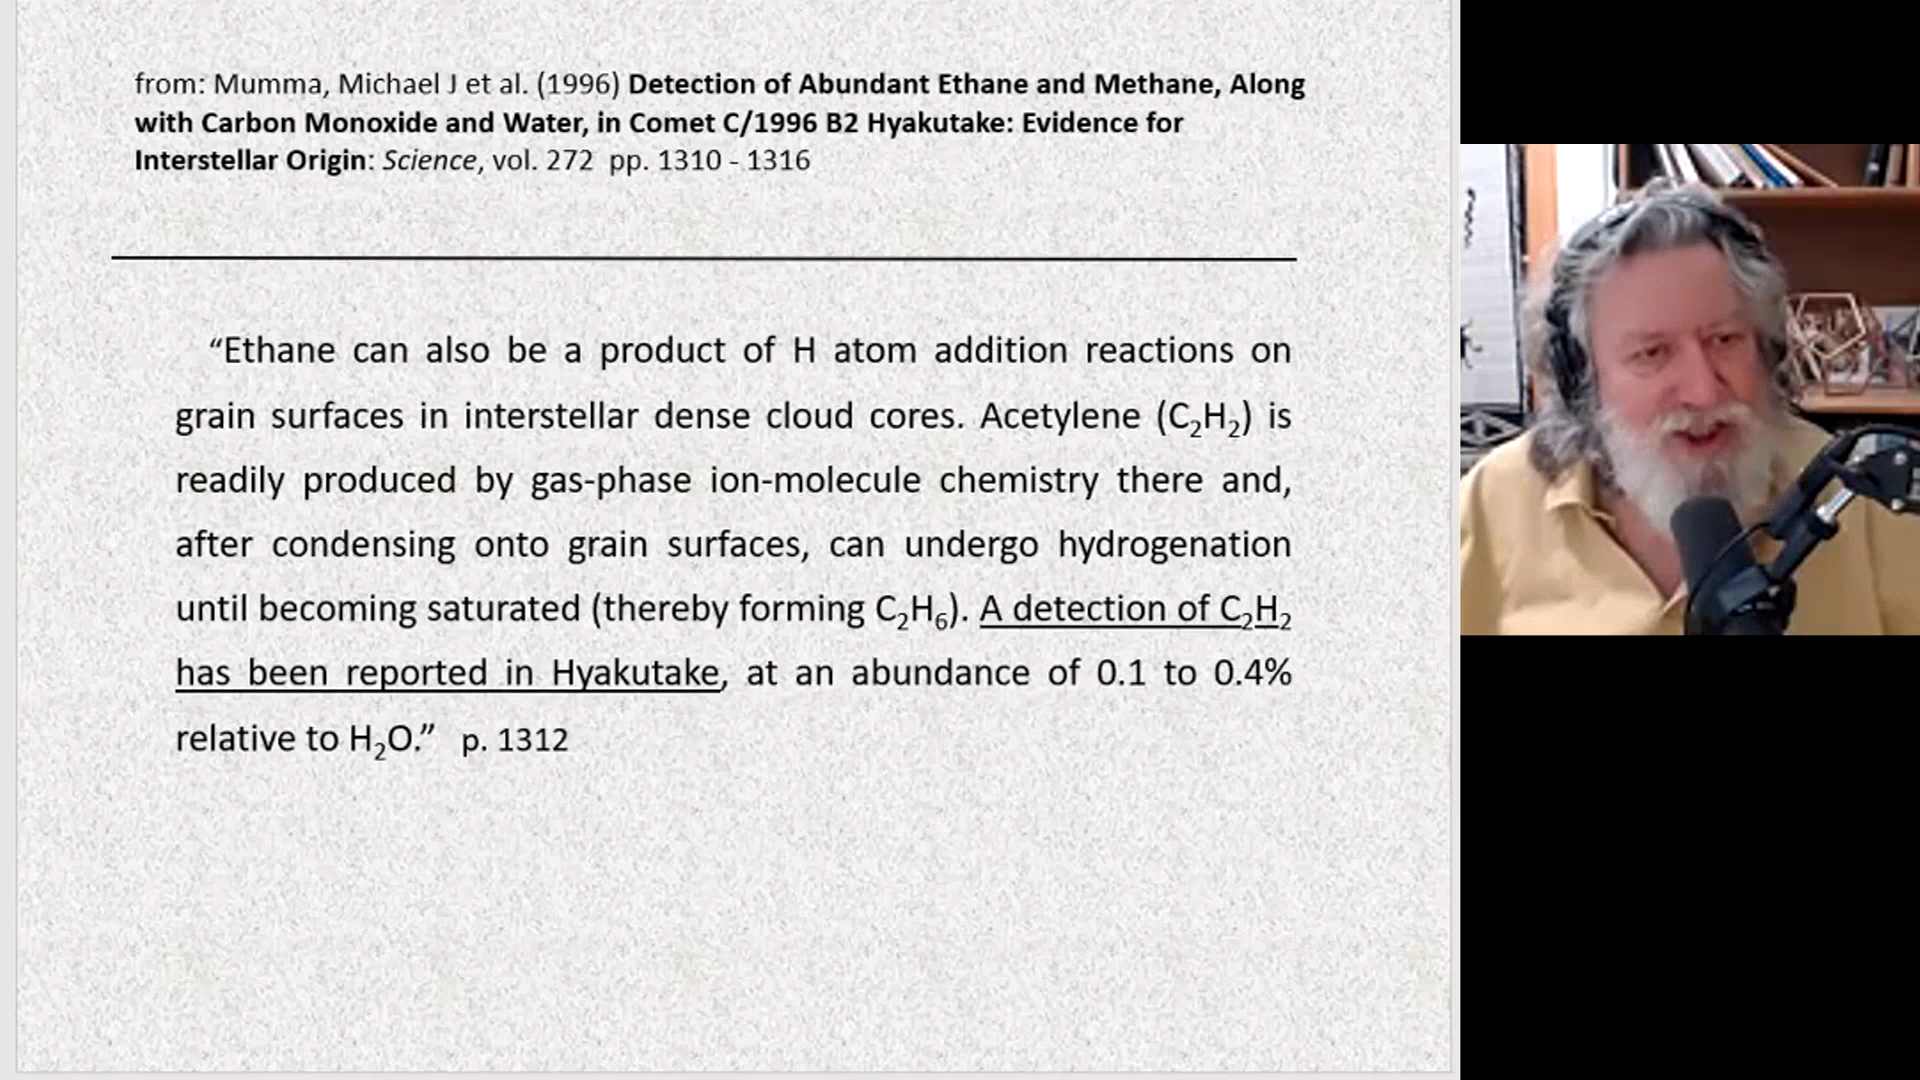 from: Mumma, Michael J et al. (1996) Detection of Abundant Ethane and Methane, Along
with Carbon Monoxide and Water, in Comet C/1996 B2 Hyakutake: Evidence for
Interstellar Origin: Science, vol. 272 pp. 1310 - 1316
“Ethane can also be a product of H atom addition reactions on
grain surfaces in interstellar dense cloud cores. Acetylene (C₂H₂) is
readily produced by gas-phase ion-molecule chemistry there and,
after condensing onto grain surfaces, can undergo hydrogenation
until becoming saturated (thereby forming C₂H₆). A detection of C₂H₂
has been reported in Hyakutake, at an abundance of 0.1 to 0.4%
relative to H₂O.” p. 1312